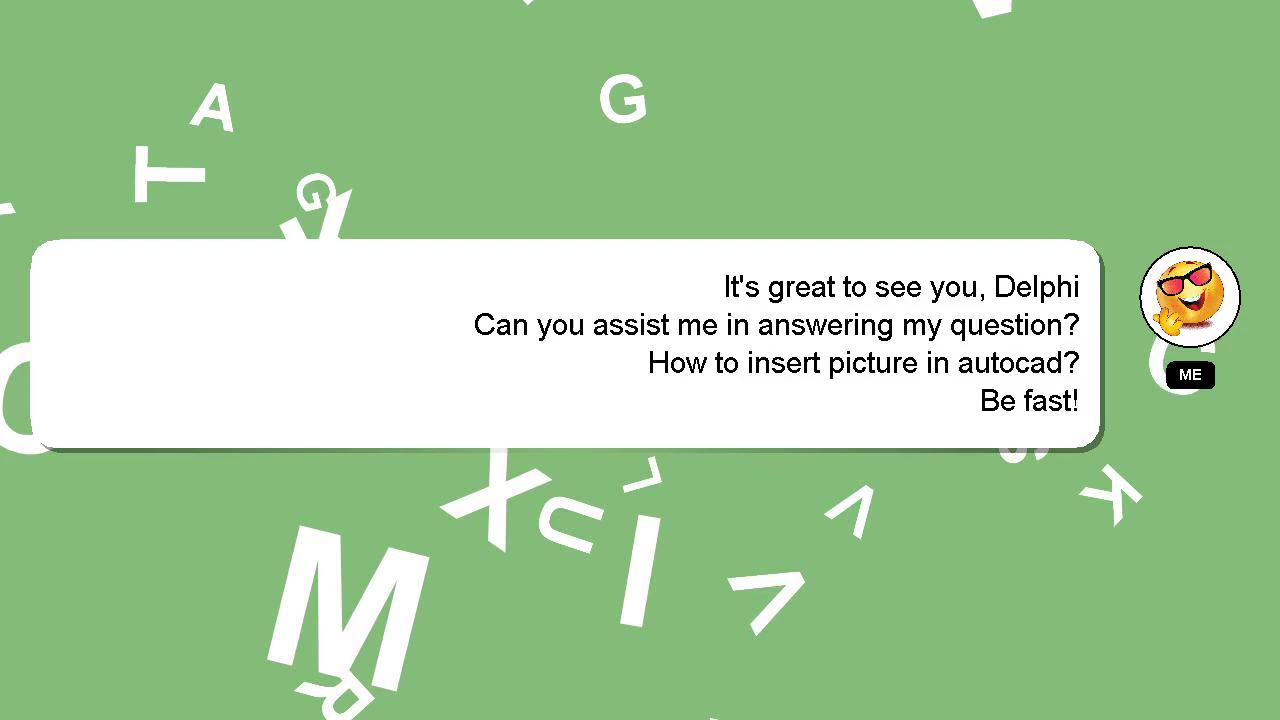 A
G
T
G
It's great to see you, Delphi
Can you assist me in answering my question?
How to insert picture in autocad?
Be fast!
ME
X
U
L
I
V
V
K
M
R